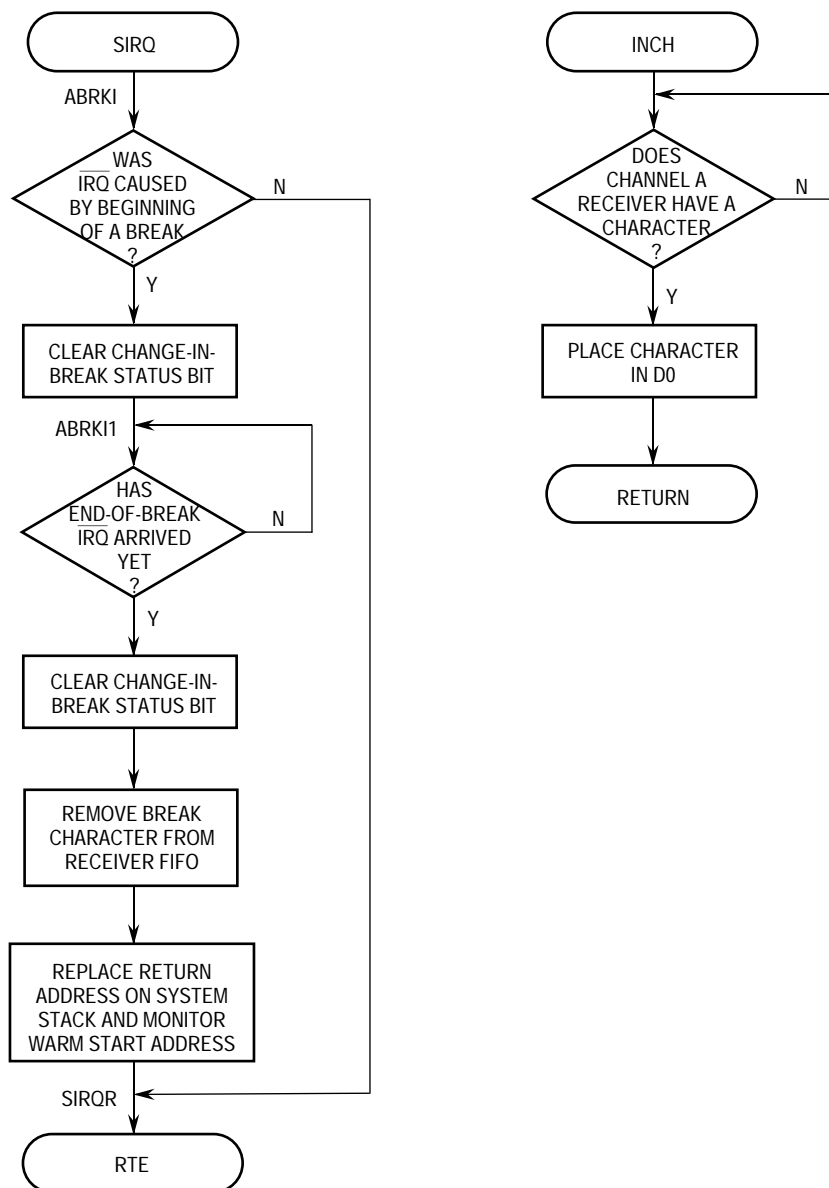 SIRQ
ABRKI
WAS
IRQ CAUSED
BY BEGINNING
OF A BREAK
?
N
Y
CLEAR CHANGE-IN-
BREAK STATUS BIT
ABRKI1
HAS
END-OF-BREAK
IRQ ARRIVED
YET
?
N
Y
CLEAR CHANGE-IN-
BREAK STATUS BIT
REMOVE BREAK
CHARACTER FROM
RECEIVER FIFO
REPLACE RETURN
ADDRESS ON SYSTEM
STACK AND MONITOR
WARM START ADDRESS
SIRQR
RTE
INCH
DOES
CHANNEL A
RECEIVER HAVE A
CHARACTER
?
N
Y
PLACE CHARACTER
IN D0
RETURN